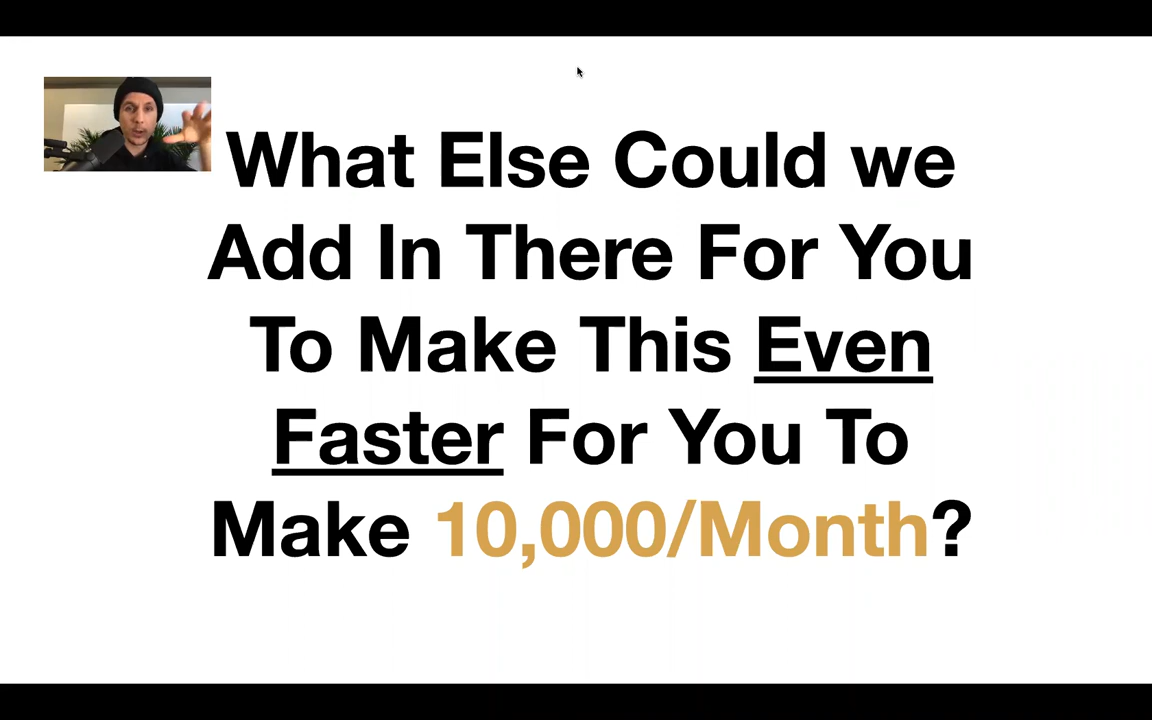 What Else Could we
Add In There For You
To Make This Even
Faster For You To
Make 10,000/Month?